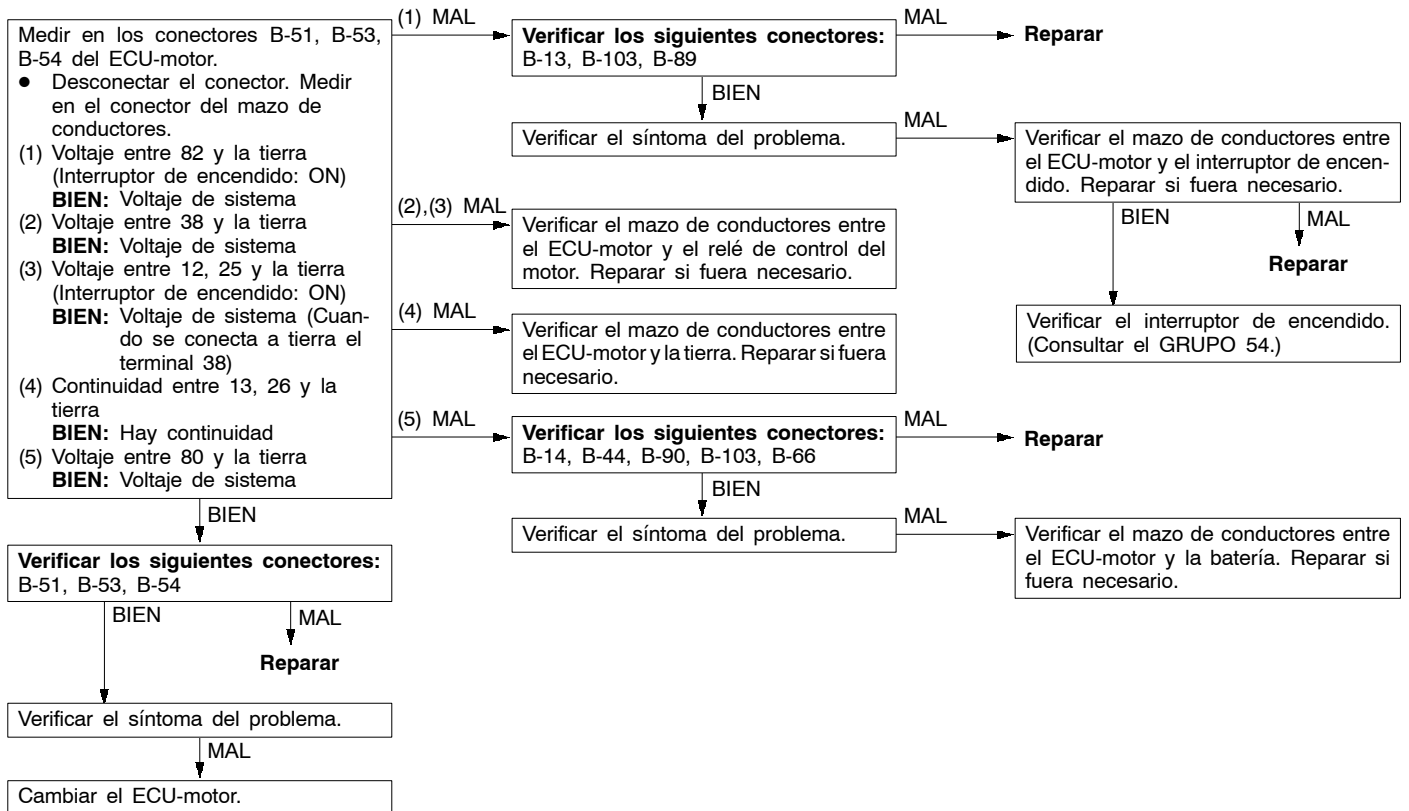 Medir en los conectores B-51, B-53,
B-54 del ECU-motor.
● Desconectar el conector. Medir
en el conector del mazo de
conductores.
(1) Voltaje entre 82 y la tierra
(Interruptor de encendido: ON)
BIEN: Voltaje de sistema
(2) Voltaje entre 38 y la tierra
BIEN: Voltaje de sistema
(3) Voltaje entre 12, 25 y la tierra
(Interruptor de encendido: ON)
BIEN: Voltaje de sistema (Cuan-
do se conecta a tierra el
terminal 38)
(4) Continuidad entre 13, 26 y la
tierra
BIEN: Hay continuidad
(5) Voltaje entre 80 y la tierra
BIEN: Voltaje de sistema
(1) MAL
Verificar los siguientes conectores:
B-13, B-103, B-89
MAL
Reparar
BIEN
Verificar el síntoma del problema.
MAL
Verificar el mazo de conductores entre
el ECU-motor y el interruptor de encen-
dido. Reparar si fuera necesario.
BIEN
MAL
Reparar
Verificar el interruptor de encendido.
(Consultar el GRUPO 54.)
(2),(3) MAL
Verificar el mazo de conductores entre
el ECU-motor y el relé de control del
motor. Reparar si fuera necesario.
(4) MAL
Verificar el mazo de conductores entre
el ECU-motor y la tierra. Reparar si fuera
necesario.
(5) MAL
Verificar los siguientes conectores:
B-14, B-44, B-90, B-103, B-66
MAL
Reparar
BIEN
Verificar el síntoma del problema.
MAL
Verificar el mazo de conductores entre
el ECU-motor y la batería. Reparar si
fuera necesario.
BIEN
Verificar los siguientes conectores:
B-51, B-53, B-54
BIEN
MAL
Reparar
Verificar el síntoma del problema.
MAL
Cambiar el ECU-motor.